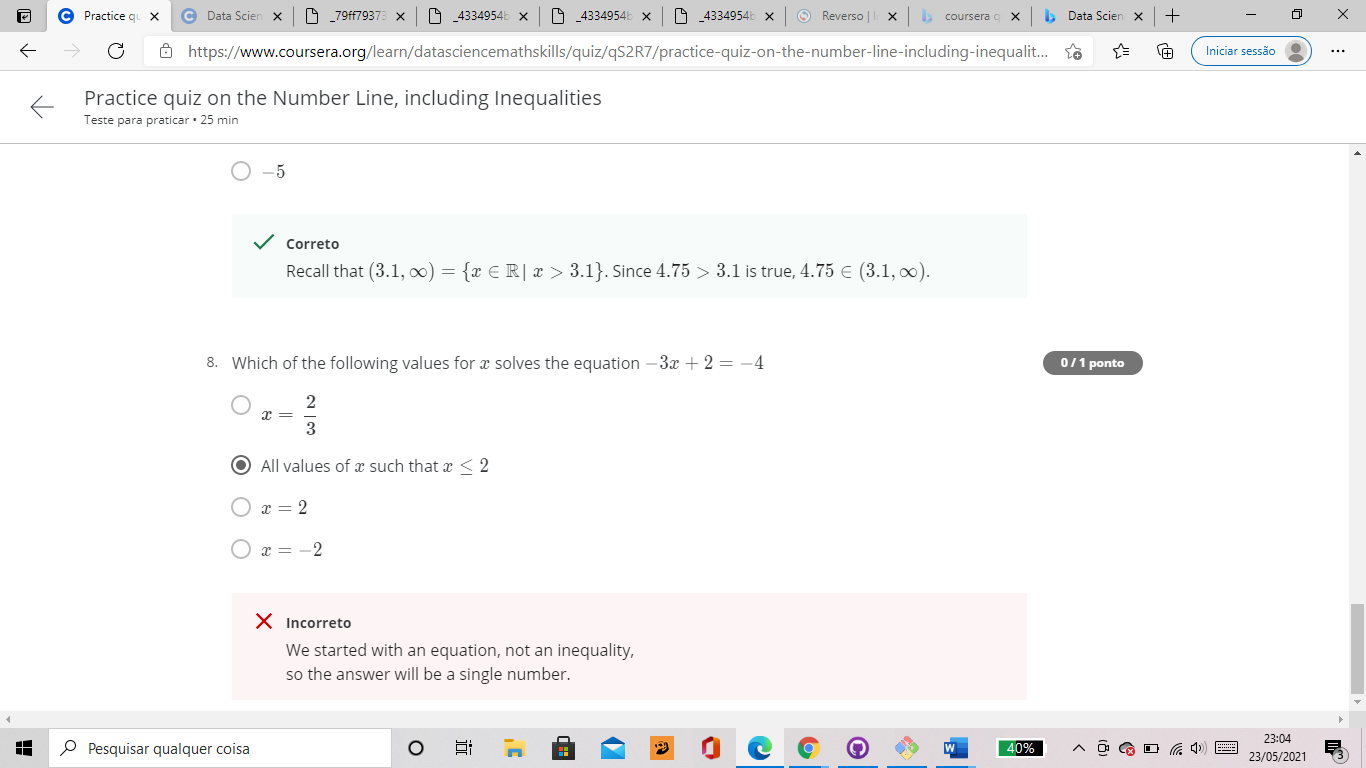 Practice qu
Data Scien
_79ff79373
_4334954b
_4334954b
_4334954b
Reverso | I
coursera q
Data Scien
https://www.coursera.org/learn/datasciencemathskills/quiz/qS2R7/practice-quiz-on-the-number-line-including-inequalit...
Iniciar sessão
Practice quiz on the Number Line, including Inequalities
Teste para praticar • 25 min
−5
Correto
Recall that (3.1, ∞) = {x ∈ ℝ | x > 3.1}. Since 4.75 > 3.1 is true, 4.75 ∈ (3.1, ∞).
8. Which of the following values for x solves the equation −3x + 2 = −4
0 / 1 ponto
x = 2/3
All values of x such that x ≤ 2
x = 2
x = −2
Incorreto
We started with an equation, not an inequality,
so the answer will be a single number.
Pesquisar qualquer coisa
40%
23:04
23/05/2021
3